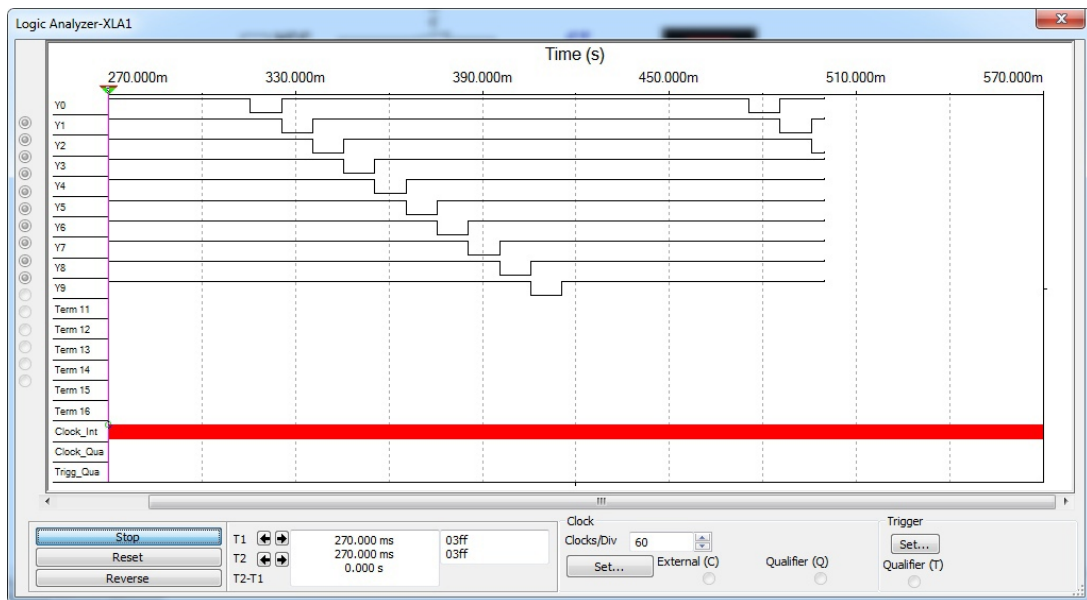 Logic Analyzer-XLA1
Time (s)
270.000m 330.000m 390.000m 450.000m 510.000m 570.000m
Y0
Y1
Y2
Y3
Y4
Y5
Y6
Y7
Y8
Y9
Term 11
Term 12
Term 13
Term 14
Term 15
Term 16
Clock_Int
Clock_Qua
Trigg_Qua
Stop
Reset
Reverse
T1 270.000 ms 03ff
T2 270.000 ms 03ff
T2-T1 0.000 s
Clock
Clocks/Div 60
Set... External (C) Qualifier (Q)
Trigger
Set...
Qualifier (T)